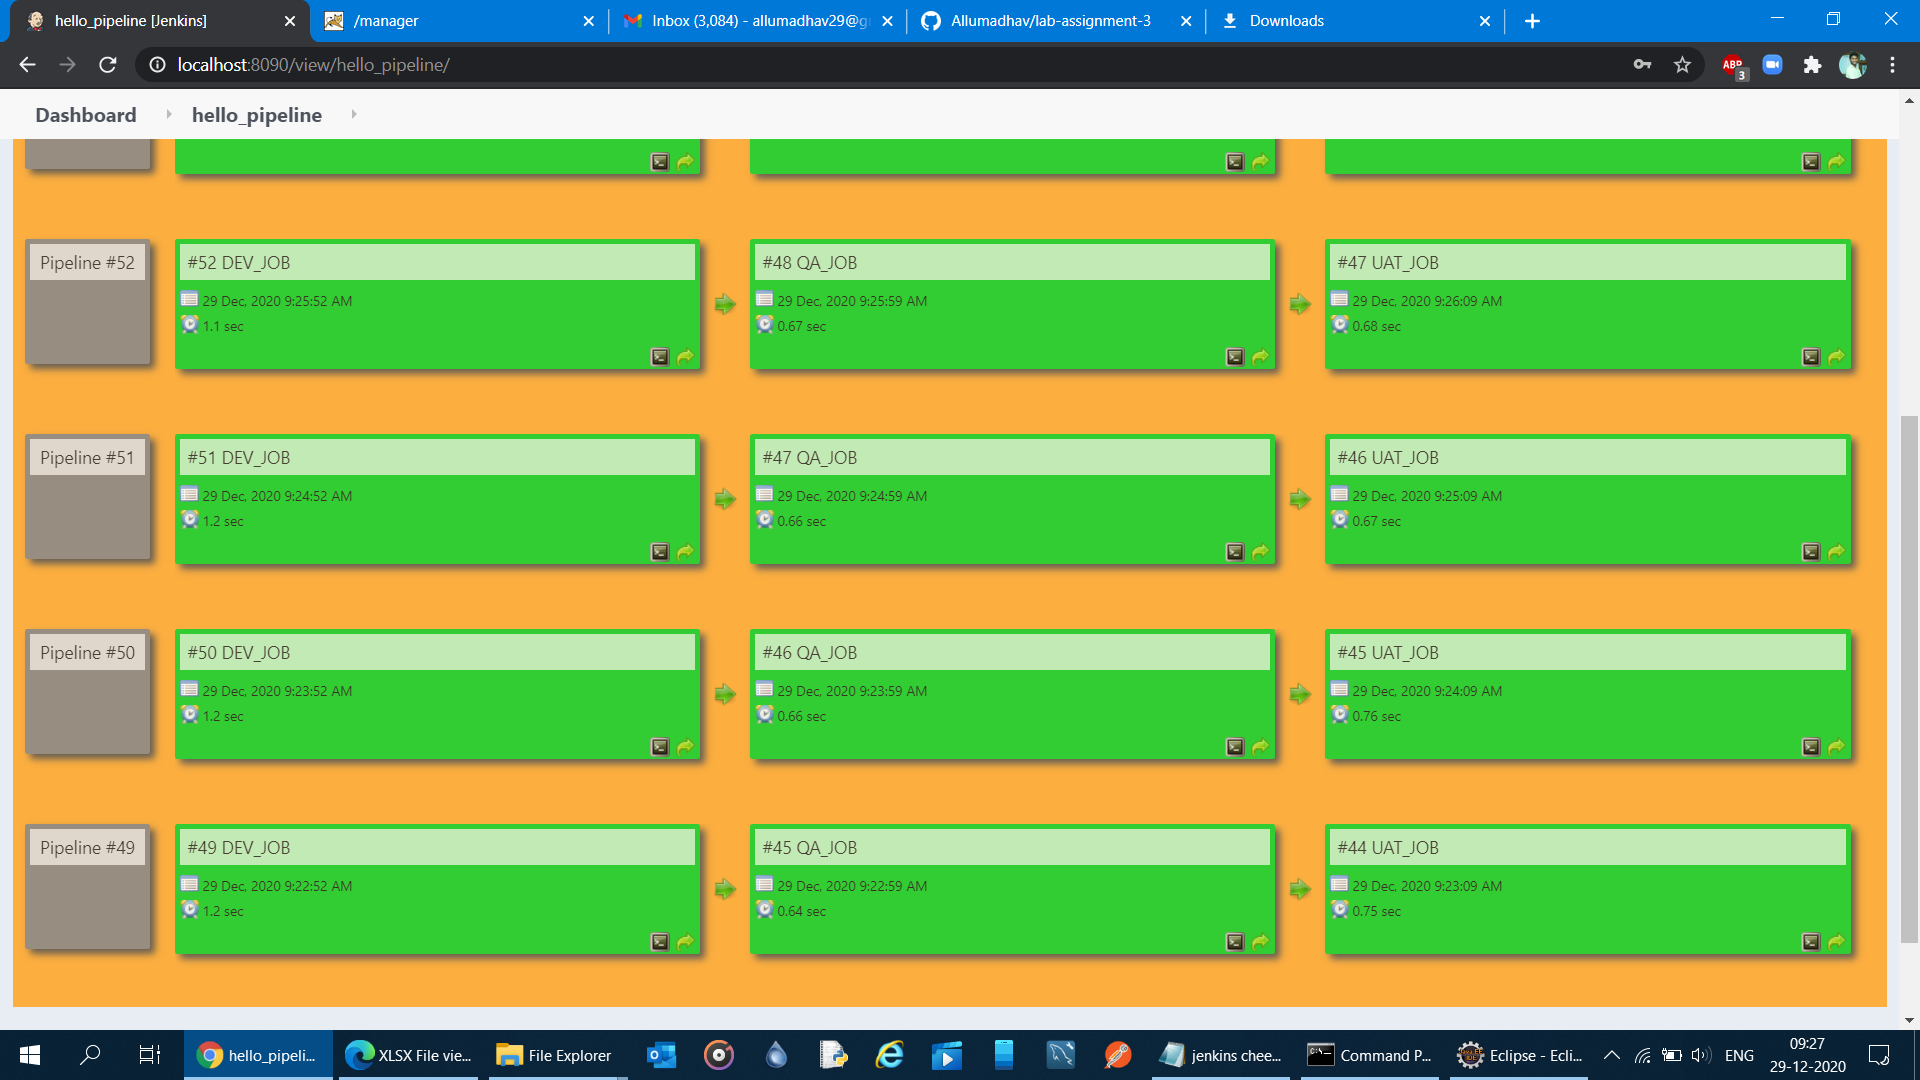 hello_pipeline [Jenkins]
/manager
Inbox (3,084) - allumadhav29@g
Allumadhav/lab-assignment-3
Downloads
localhost:8090/view/hello_pipeline/
ABP
3
Dashboard
hello_pipeline
Pipeline #52
#52 DEV_JOB
29 Dec, 2020 9:25:52 AM
1.1 sec
#48 QA_JOB
29 Dec, 2020 9:25:59 AM
0.67 sec
#47 UAT_JOB
29 Dec, 2020 9:26:09 AM
0.68 sec
Pipeline #51
#51 DEV_JOB
29 Dec, 2020 9:24:52 AM
1.2 sec
#47 QA_JOB
29 Dec, 2020 9:24:59 AM
0.66 sec
#46 UAT_JOB
29 Dec, 2020 9:25:09 AM
0.67 sec
Pipeline #50
#50 DEV_JOB
29 Dec, 2020 9:23:52 AM
1.2 sec
#46 QA_JOB
29 Dec, 2020 9:23:59 AM
0.66 sec
#45 UAT_JOB
29 Dec, 2020 9:24:09 AM
0.76 sec
Pipeline #49
#49 DEV_JOB
29 Dec, 2020 9:22:52 AM
1.2 sec
#45 QA_JOB
29 Dec, 2020 9:22:59 AM
0.64 sec
#44 UAT_JOB
29 Dec, 2020 9:23:09 AM
0.75 sec
hello_pipeli...
XLSX File vie...
File Explorer
jenkins chee...
Command P...
Eclipse - Ecli...
ENG
09:27
29-12-2020